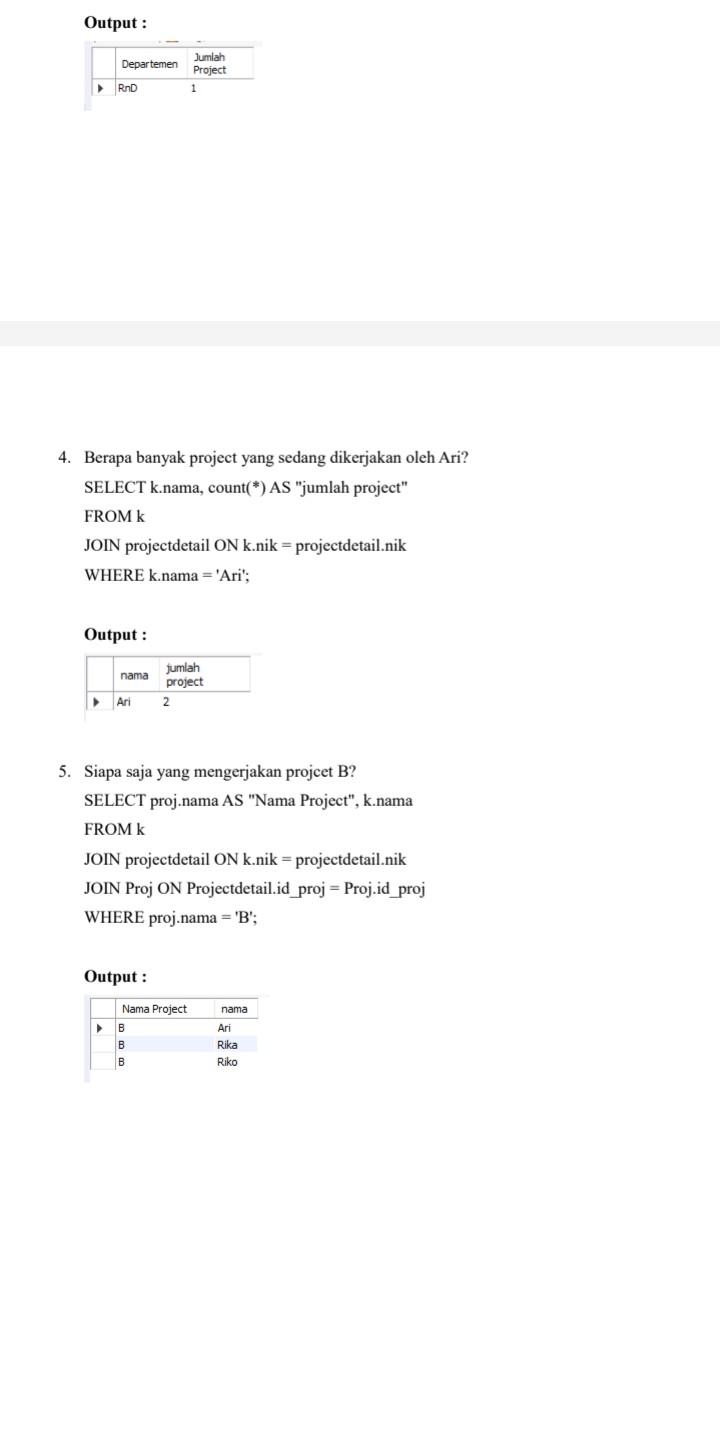 Output :
Departemen Jumlah Project
RnD 1
4. Berapa banyak project yang sedang dikerjakan oleh Ari?
SELECT k.nama, count(*) AS "jumlah project"
FROM k
JOIN projectdetail ON k.nik = projectdetail.nik
WHERE k.nama = 'Ari';
Output :
nama jumlah project
Ari 2
5. Siapa saja yang mengerjakan projcet B?
SELECT proj.nama AS "Nama Project", k.nama
FROM k
JOIN projectdetail ON k.nik = projectdetail.nik
JOIN Proj ON Projectdetail.id_proj = Proj.id_proj
WHERE proj.nama = 'B';
Output :
Nama Project nama
B Ari
B Rika
B Riko